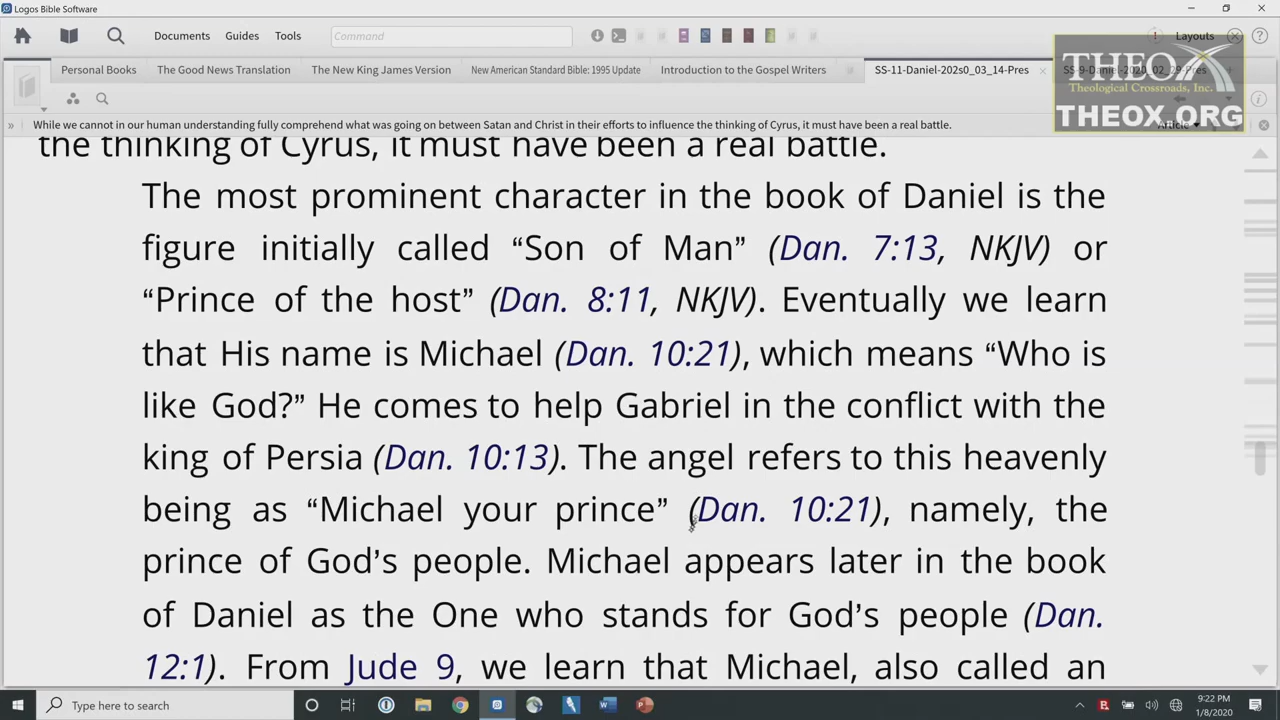 Logos Bible Software
Documents Guides Tools Command Layouts
Personal Books The Good News Translation The New King James Version New American Standard Bible: 1995 Update Introduction to the Gospel Writers SS-11-Daniel-202s0_03_14-Pres SS-9-Daniel-2020_02_29-Pres
THEOX
Theological Crossroads, Inc.
THEOX.ORG
» While we cannot in our human understanding fully comprehend what was going on between Satan and Christ in their efforts to influence the thinking of Cyrus, it must have been a real battle. Article
the thinking of Cyrus, it must have been a real battle.
The most prominent character in the book of Daniel is the
figure initially called “Son of Man” (Dan. 7:13, NKJV) or
“Prince of the host” (Dan. 8:11, NKJV). Eventually we learn
that His name is Michael (Dan. 10:21), which means “Who is
like God?” He comes to help Gabriel in the conflict with the
king of Persia (Dan. 10:13). The angel refers to this heavenly
being as “Michael your prince” (Dan. 10:21), namely, the
prince of God’s people. Michael appears later in the book
of Daniel as the One who stands for God’s people (Dan.
12:1). From Jude 9, we learn that Michael, also called an
Type here to search
9:22 PM
1/8/2020